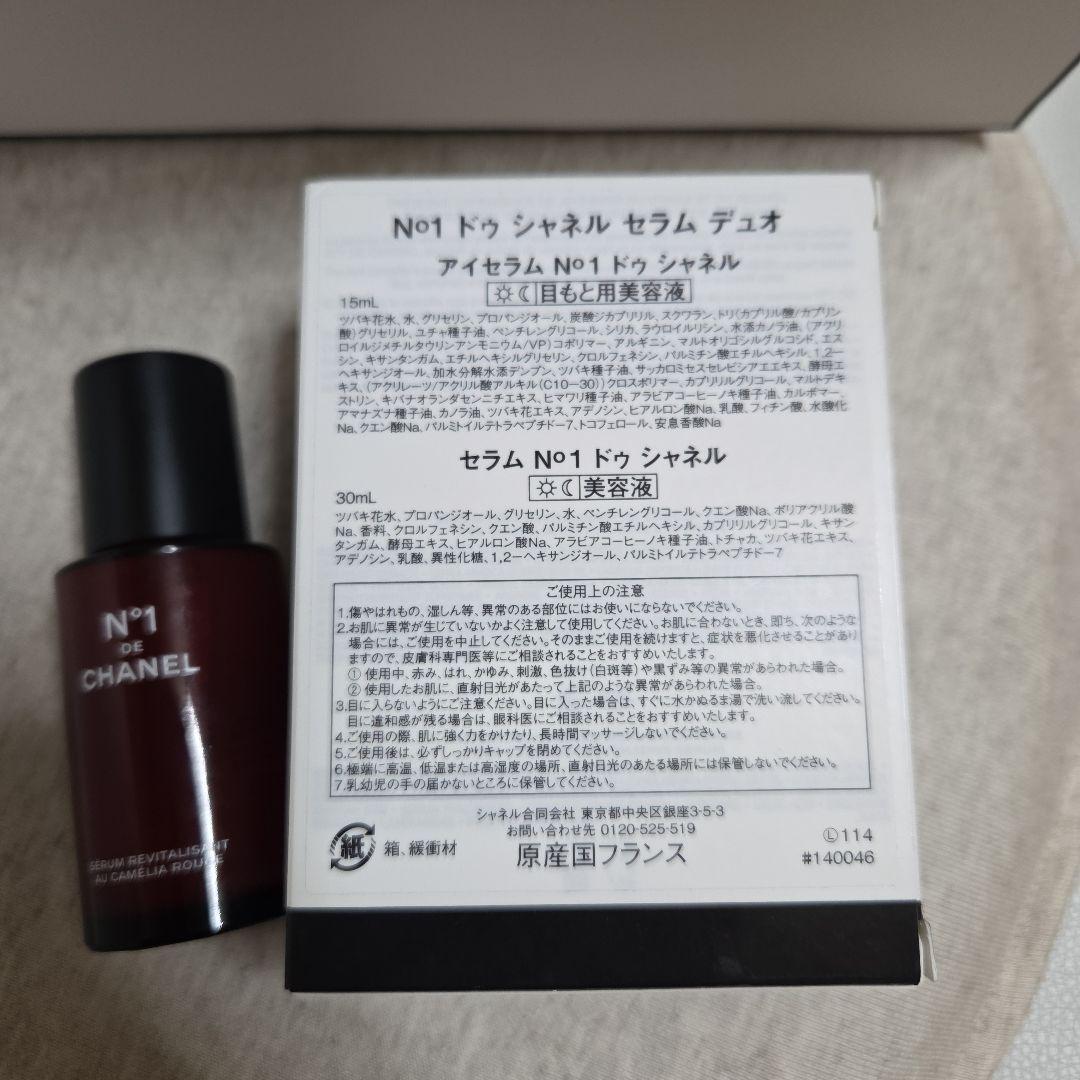 N°1
DE
CHANEL
SÉRUM REVITALISANT
AU CAMÉLIA ROUGE
Nº1 ドゥ シャネル セラム デュオ
アイセラム Nº1 ドゥ シャネル
15mL
目もと用美容液
ツバキ花水、水、グリセリン、プロパンジオール、炭酸ジカプリリル、スクワラン、トリ(カプリル酸/カプリン
酸)グリセリル、ユチャ種子油、ペンチレングリコール、シリカ、ラウロイルリシン、水添カノラ油、(アクリ
ロイルジメチルタウリンアンモニウム/VP)コポリマー、アルギニン、マルトオリゴシルグルコシド、エス
シン、キサンタンガム、エチルヘキシルグリセリン、クロルフェネシン、パルミチン酸エチルヘキシル、1,2ー
ヘキサンジオール、加水分解水添デンプン、ツバキ種子油、サッカロミセスセレビシアエエキス、酵母エ
キス、(アクリレーツ/アクリル酸アルキル(C10ー30))クロスポリマー、カプリリルグリコール、マルトデキ
ストリン、キバナオランダセンニチエキス、ヒマワリ種子油、アラビアコーヒーノキ種子油、カルボマー、
アマナズナ種子油、カノラ油、ツバキ花エキス、アデノシン、ヒアルロン酸Na、乳酸、フィチン酸、水酸化
Na、クエン酸Na、パルミトイルテトラペプチドー7、トコフェロール、安息香酸Na
セラム Nº1 ドゥ シャネル
30mL
美容液
ツバキ花水、プロパンジオール、グリセリン、水、ペンチレングリコール、クエン酸Na、ポリアクリル酸
Na、香料、クロルフェネシン、クエン酸、パルミチン酸エチルヘキシル、カプリリルグリコール、キサン
タンガム、酵母エキス、ヒアルロン酸Na、アラビアコーヒーノキ種子油、トチャカ、ツバキ花エキス、
アデノシン、乳酸、異性化糖、1,2ーヘキサンジオール、パルミトイルテトラペプチドー7
ご使用上の注意
1.傷やはれもの、湿しん等、異常のある部位にはお使いにならないでください。
2.お肌に異常が生じていないかよく注意して使用してください。お肌に合わないとき、即ち、次のような
場合には、ご使用を中止してください。そのままご使用を続けますと、症状を悪化させることがあり
ますので、皮膚科専門医等にご相談されることをおすすめいたします。
① 使用中、赤み、はれ、かゆみ、刺激、色抜け(白斑等)や黒ずみ等の異常があらわれた場合。
② 使用したお肌に、直射日光があたって上記のような異常があらわれた場合。
3.目に入らないようにご注意ください。目に入った場合は、すぐに水かぬるま湯で洗い流してください。
目に違和感が残る場合は、眼科医にご相談されることをおすすめいたします。
4.ご使用の際、肌に強く力をかけたり、長時間マッサージしないでください。
5.ご使用後は、必ずしっかりキャップを閉めてください。
6.極端に高温、低温または高湿度の場所、直射日光のあたる場所には保管しないでください。
7.乳幼児の手の届かないところに保管してください。
シャネル合同会社 東京都中央区銀座3-5-3
お問い合わせ先 0120-525-519
原産国フランス
紙 箱、緩衝材
Ⓛ114
#140046